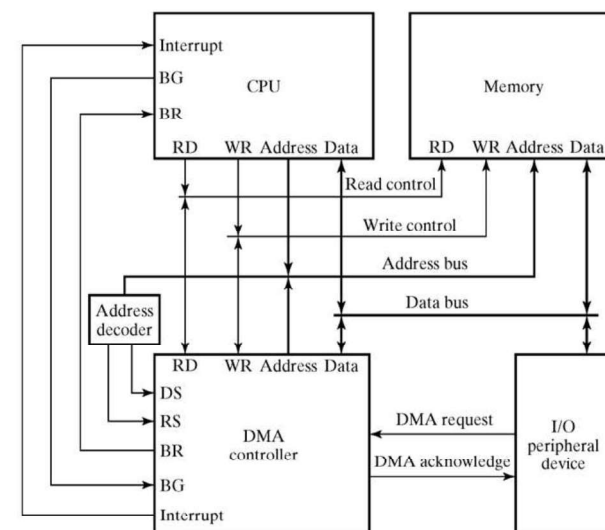 Interrupt
BG
CPU
Memory
BR
RD WR Address Data
RD WR Address Data
Read control
Write control
Address bus
Data bus
Address
decoder
RD WR Address Data
DS
RS
BR
BG
Interrupt
DMA
controller
DMA request
DMA acknowledge
I/O
peripheral
device